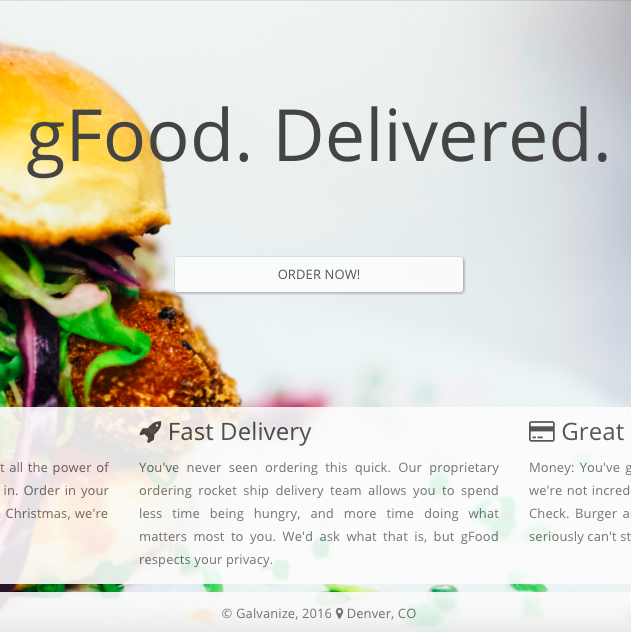 gFood. Delivered.
ORDER NOW!
t all the power of
in. Order in your
Christmas, we're
Fast Delivery
You've never seen ordering this quick. Our proprietary
ordering rocket ship delivery team allows you to spend
less time being hungry, and more time doing what
matters most to you. We'd ask what that is, but gFood
respects your privacy.
Great
Money: You've g
we're not incred
Check. Burger a
seriously can't st
© Galvanize, 2016 Denver, CO